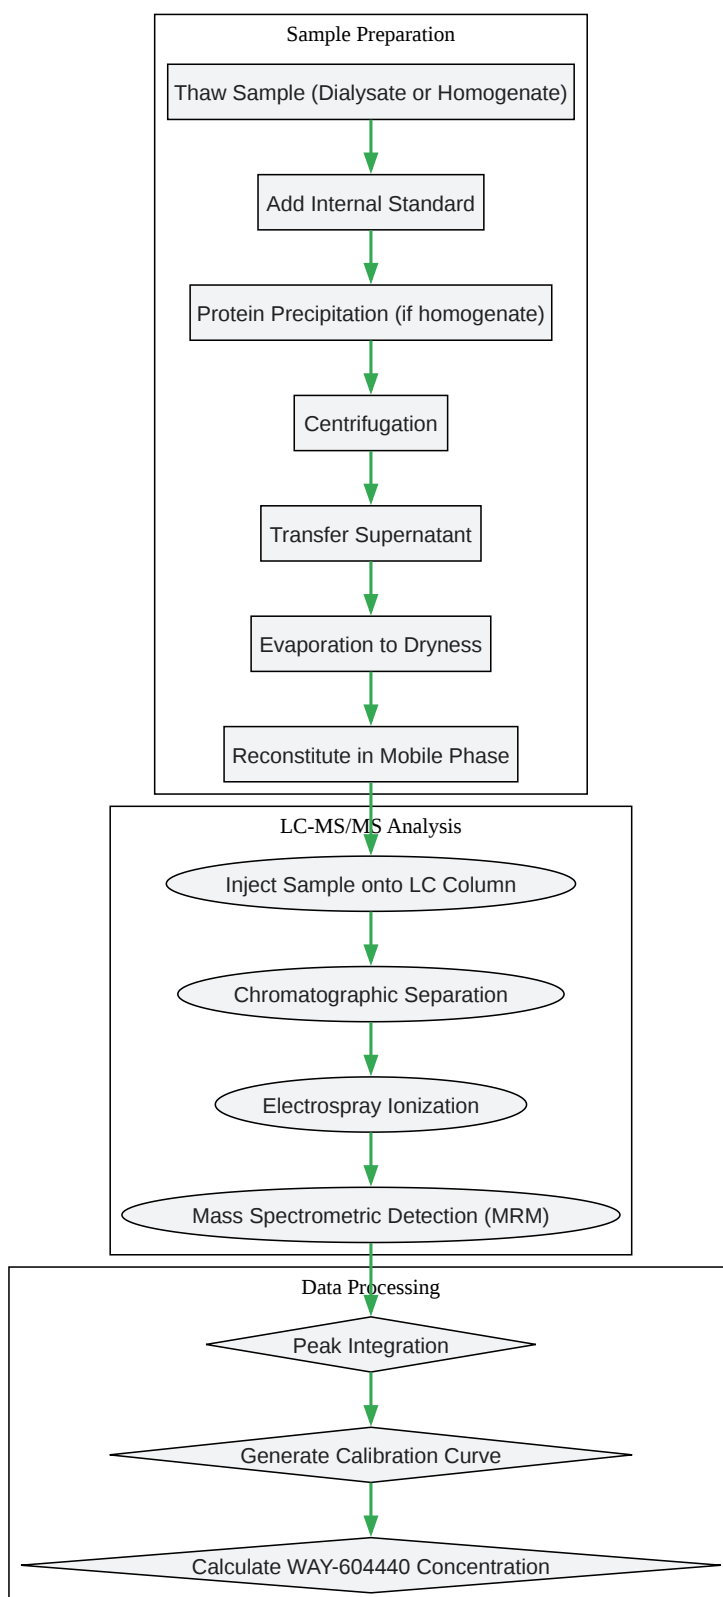 Sample Preparation
Thaw Sample (Dialysate or Homogenate)
Add Internal Standard
Protein Precipitation (if homogenate)
Centrifugation
Transfer Supernatant
Evaporation to Dryness
Reconstitute in Mobile Phase
LC-MS/MS Analysis
Inject Sample onto LC Column
Chromatographic Separation
Electrospray Ionization
Mass Spectrometric Detection (MRM)
Data Processing
Peak Integration
Generate Calibration Curve
Calculate WAY-604440 Concentration